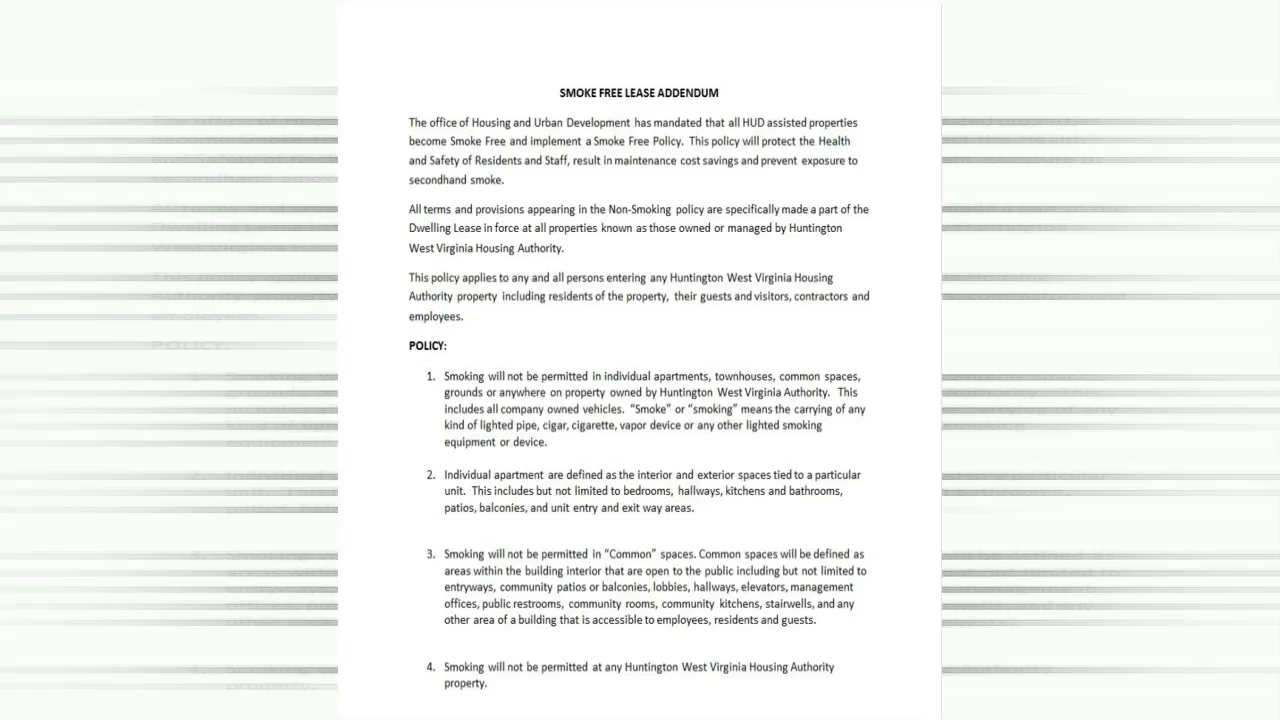 SMOKE FREE LEASE ADDENDUM
The office of Housing and Urban Development has mandated that all HUD assisted properties
become Smoke Free and implement a Smoke Free Policy. This policy will protect the Health
and Safety of Residents and Staff, result in maintenance cost savings and prevent exposure to
secondhand smoke.
All terms and provisions appearing in the Non-Smoking policy are specifically made a part of the
Dwelling Lease in force at all properties known as those owned or managed by Huntington
West Virginia Housing Authority.
This policy applies to any and all persons entering any Huntington West Virginia Housing
Authority property including residents of the property, their guests and visitors, contractors and
employees.
POLICY:
1. Smoking will not be permitted in individual apartments, townhouses, common spaces,
grounds or anywhere on property owned by Huntington West Virginia Authority. This
includes all company owned vehicles. “Smoke” or “smoking” means the carrying of any
kind of lighted pipe, cigar, cigarette, vapor device or any other lighted smoking
equipment or device.
2. Individual apartment are defined as the interior and exterior spaces tied to a particular
unit. This includes but not limited to bedrooms, hallways, kitchens and bathrooms,
patios, balconies, and unit entry and exit way areas.
3. Smoking will not be permitted in “Common” spaces. Common spaces will be defined as
areas within the building interior that are open to the public including but not limited to
entryways, community patios or balconies, lobbies, hallways, elevators, management
offices, public restrooms, community rooms, community kitchens, stairwells, and any
other area of a building that is accessible to employees, residents and guests.
4. Smoking will not be permitted at any Huntington West Virginia Housing Authority
property.